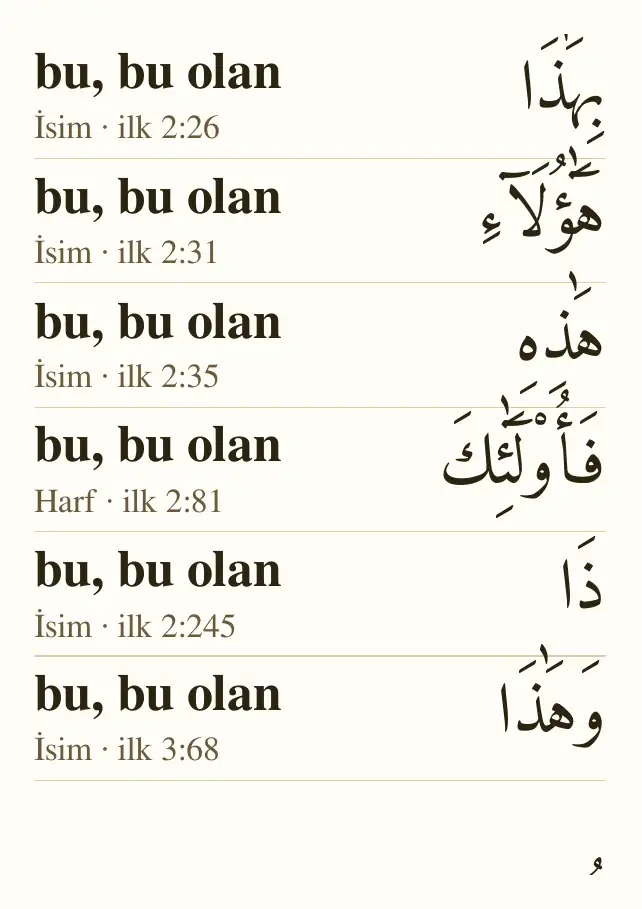 bu, bu olan بِهَٰذَا
İsim · ilk 2:26
bu, bu olan هَٰٓؤُلَآءِ
İsim · ilk 2:31
bu, bu olan هَٰذه
İsim · ilk 2:35
bu, bu olan فَأُو۟لَٰٓئِكَ
Harf · ilk 2:81
bu, bu olan ذَا
İsim · ilk 2:245
bu, bu olan وَهَٰذَا
İsim · ilk 3:68